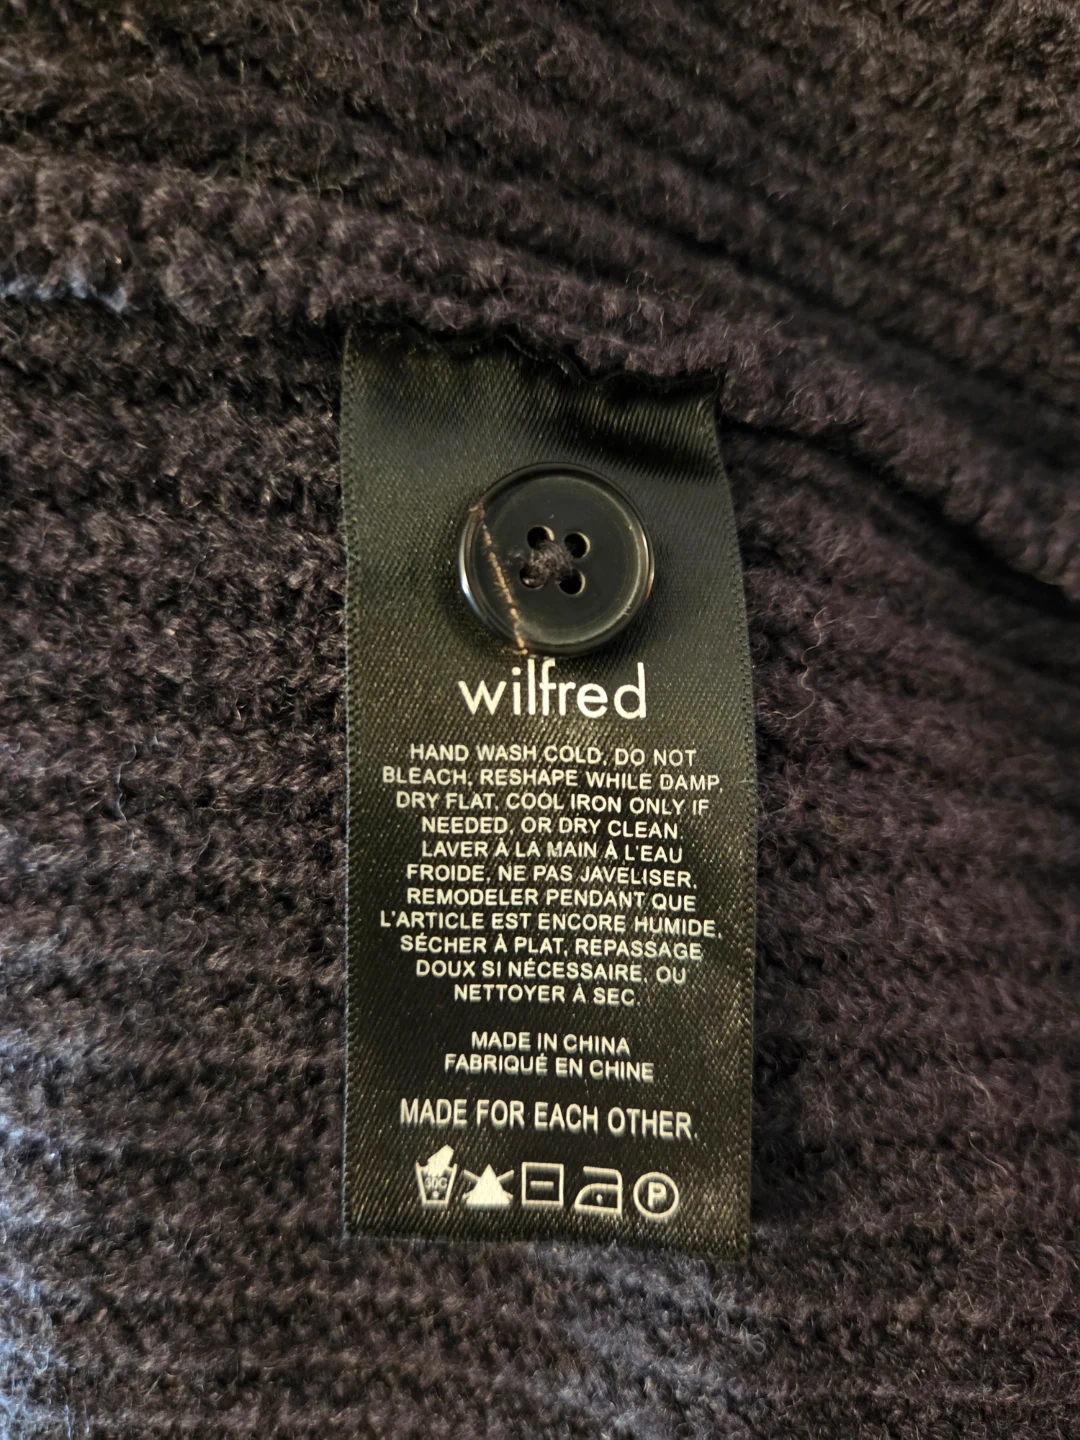 wilfred
HAND WASH COLD, DO NOT
BLEACH, RESHAPE WHILE DAMP,
DRY FLAT, COOL IRON ONLY IF
NEEDED, OR DRY CLEAN.
LAVER À LA MAIN À L'EAU
FROIDE, NE PAS JAVELISER,
REMODELER PENDANT QUE
L'ARTICLE EST ENCORE HUMIDE,
SÉCHER À PLAT, REPASSAGE
DOUX SI NÉCESSAIRE, OU
NETTOYER À SEC.
MADE IN CHINA
FABRIQUÉ EN CHINE
MADE FOR EACH OTHER.
30C P